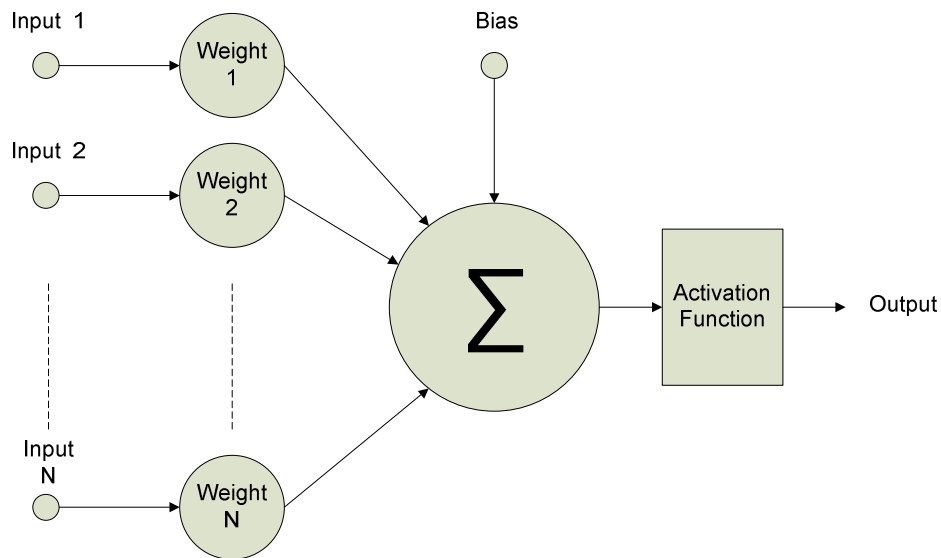 Input 1
Weight
1
Bias
Input 2
Weight
2
Σ
Activation
Function
Output
Input
N
Weight
N